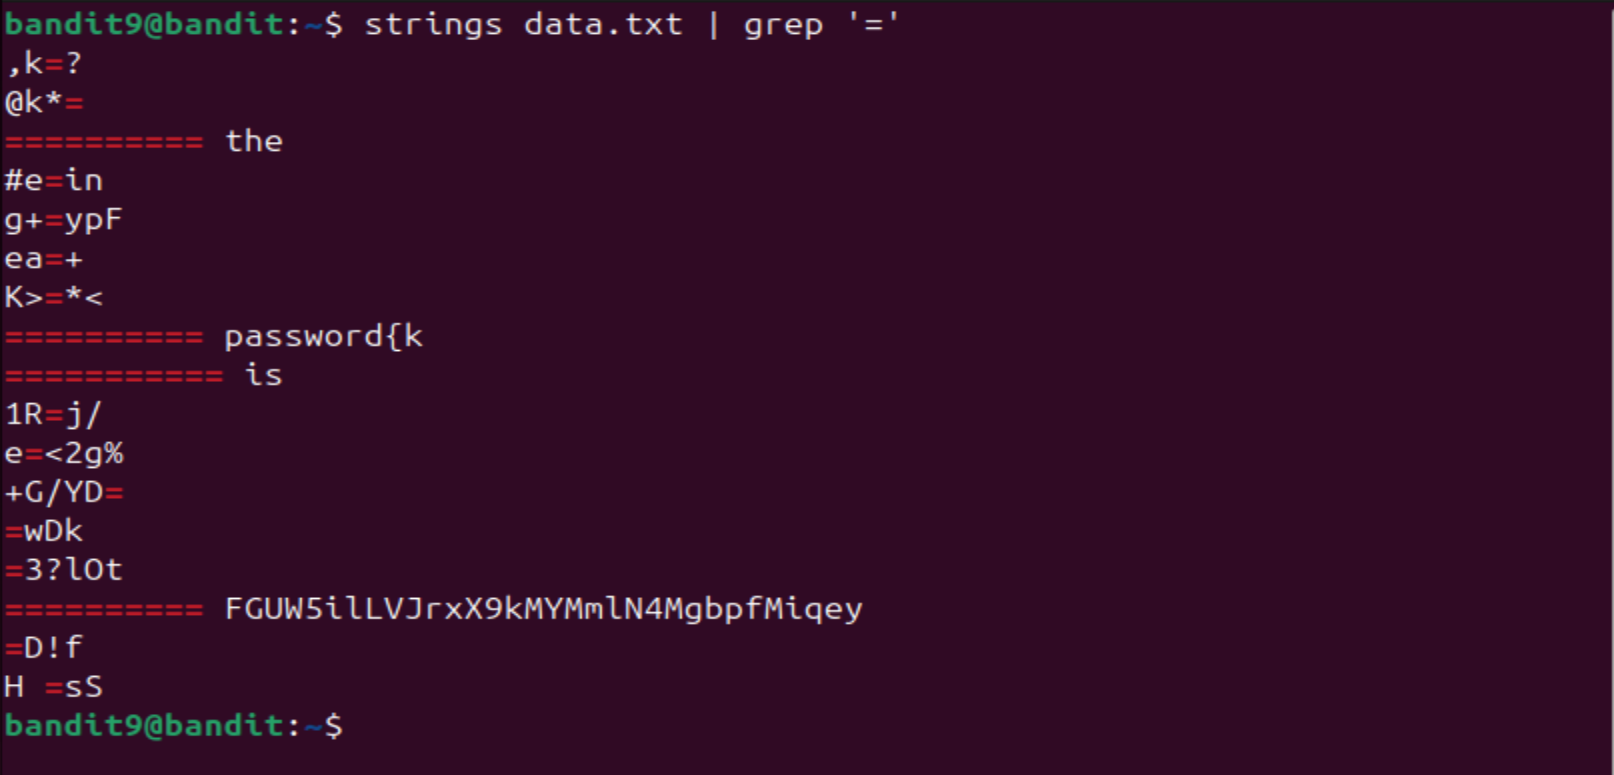 bandit9@bandit:~$ strings data.txt | grep '='
,k=?
@k*=
========== the
#e=in
g+=ypF
ea=+
K>=*<
========== password{k
=========== is
1R=j/
e=<2g%
+G/YD=
=wDk
=3?lOt
========== FGUW5ilLVJrxX9kMYMmlN4MgbpfMiqey
=D!f
H =sS
bandit9@bandit:~$